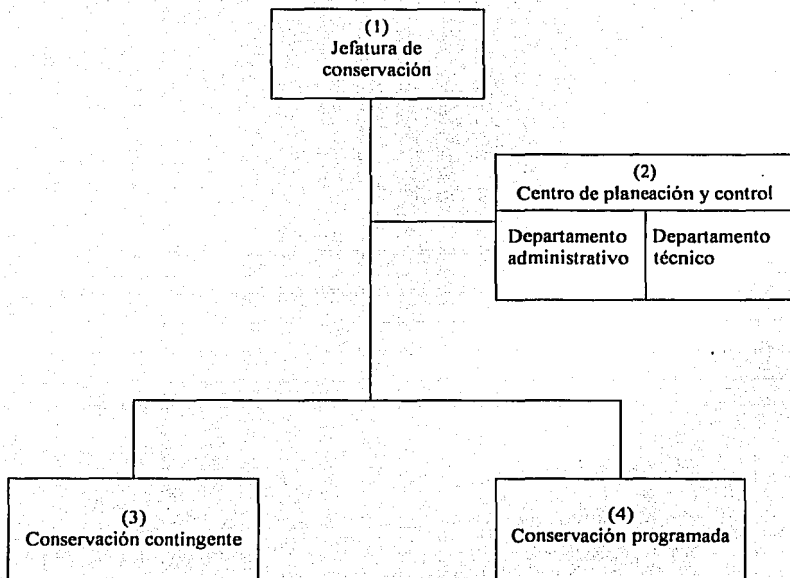 (1)
Jefatura de
conservación
(2)
Centro de planeación y control
Departamento
administrativo
Departamento
técnico
(3)
Conservación contingente
(4)
Conservación programada